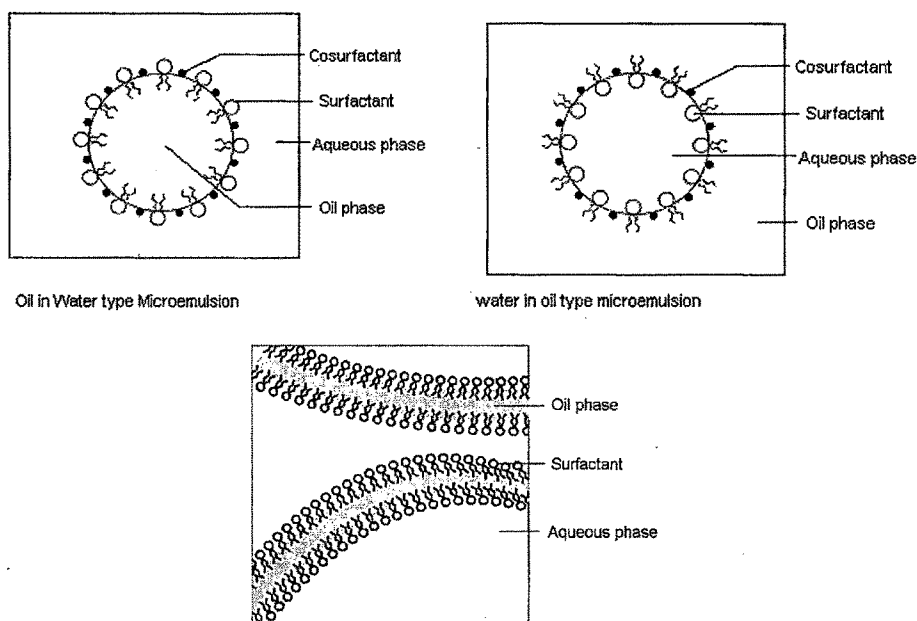 Cosurfactant
Surfactant
Aqueous phase
Oil phase
Oil in Water type Microemulsion
Cosurfactant
Surfactant
Aqueous phase
Oil phase
water in oil type microemulsion
Oil phase
Surfactant
Aqueous phase